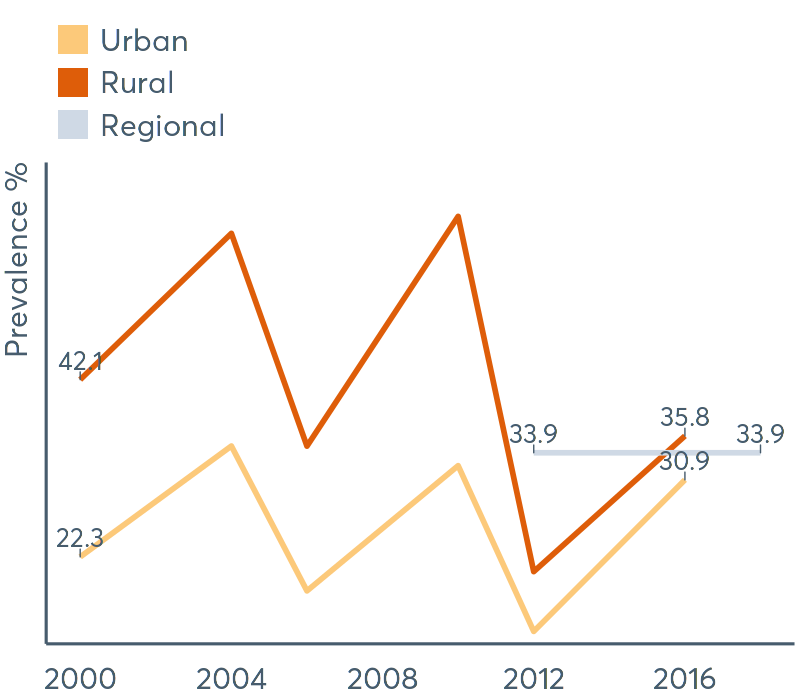 Urban
Rural
Regional
Prevalence %
42.1
22.3
33.9
35.8
33.9
30.9
2000 2004 2008 2012 2016